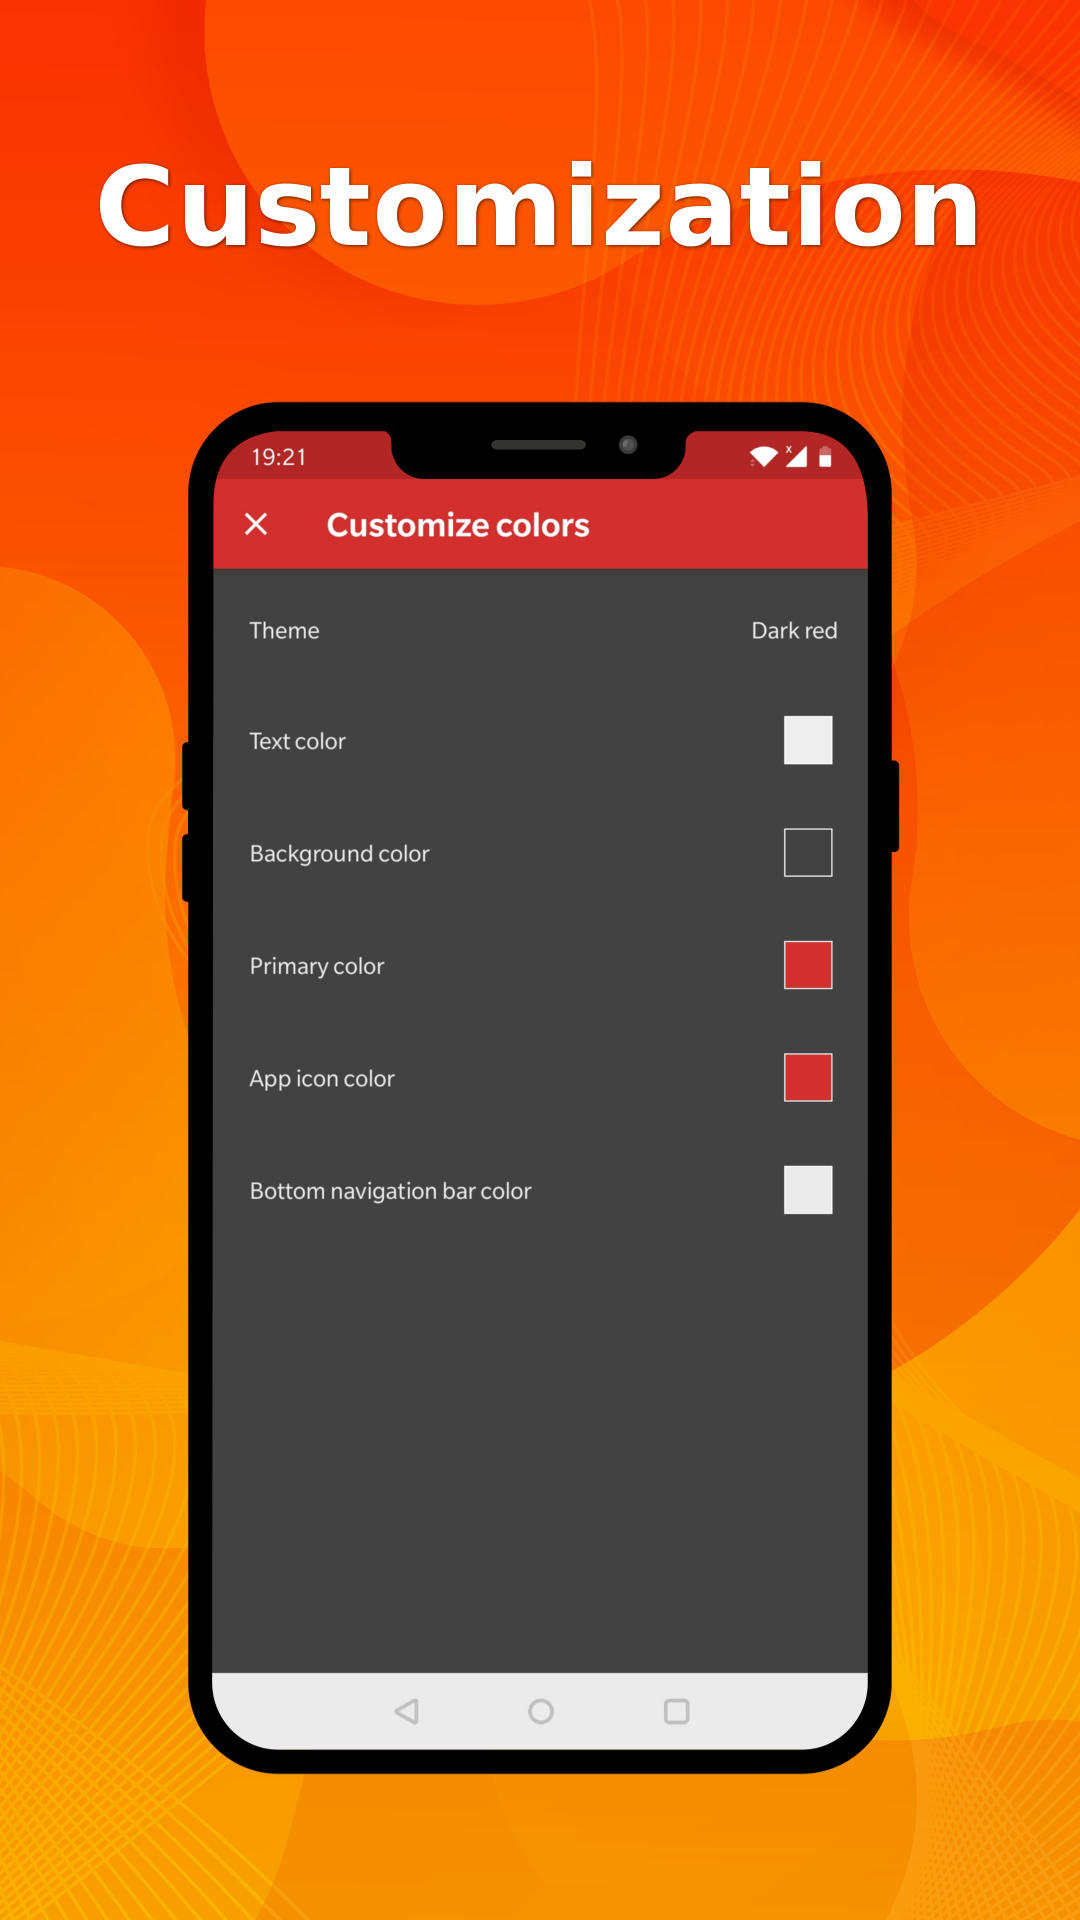 Customization
19:21
Customize colors
Theme Dark red
Text color
Background color
Primary color
App icon color
Bottom navigation bar color